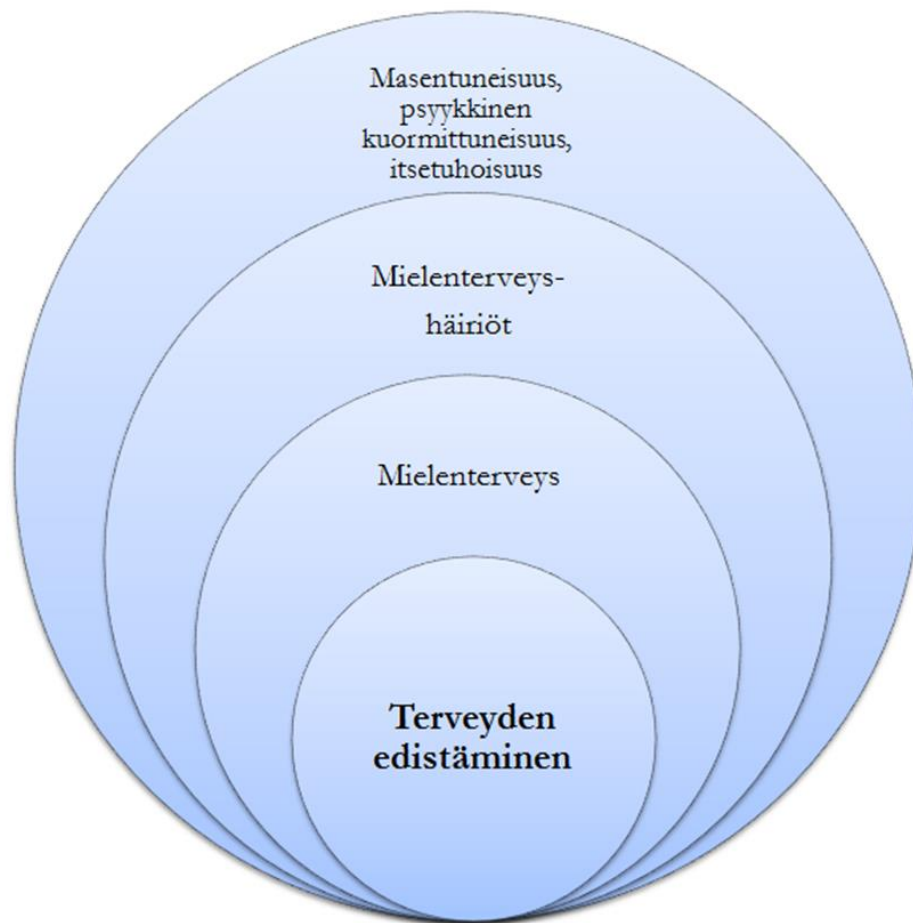 Masentuneisuus,
psyykkinen
kuormittuneisuus,
itsetuhoisuus
Mielenterveys-
häiriöt
Mielenterveys
Terveyden
edistäminen